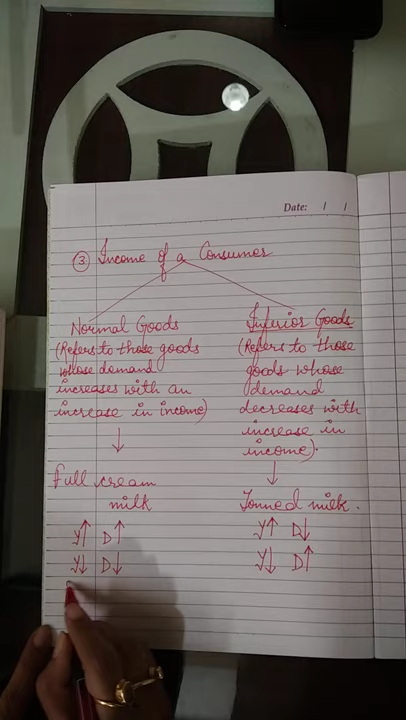 Date: / /
③ Income of a Consumer
Normal Goods
(Refers to those goods
whose demand
increases with an
increase in income)
↓
Full cream
milk
Y↑ D↑
Y↓ D↓
Inferior Goods
(Refers to those
goods whose
demand
decreases with
increase in
income).
↓
Tonned milk.
Y↑ D↓
Y↓ D↑